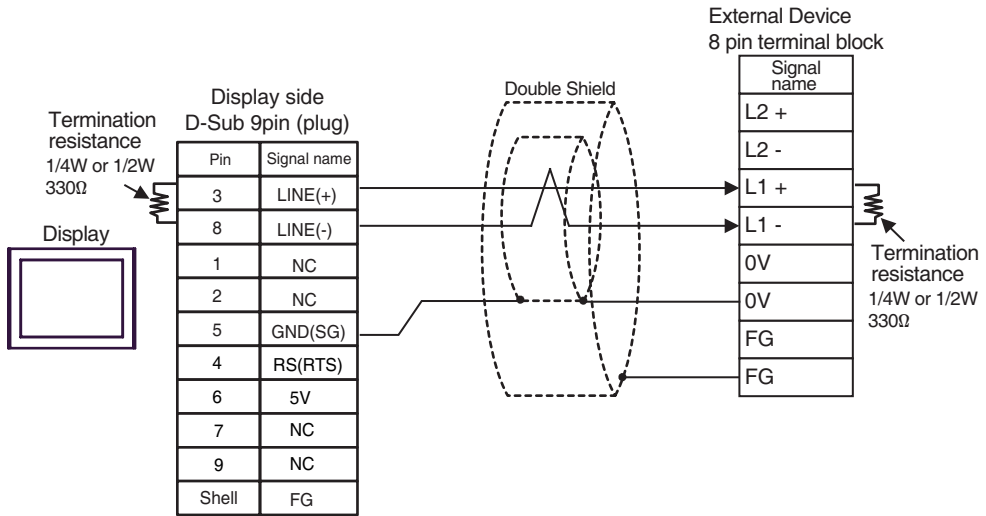 External Device
8 pin terminal block
Signal
name
L2 +
L2 -
L1 +
L1 -
0V
0V
FG
FG
Double Shield
Display side
D-Sub 9pin (plug)
Termination
resistance
1/4W or 1/2W
330Ω
Display
Pin Signal name
3 LINE(+)
8 LINE(-)
1 NC
2 NC
5 GND(SG)
4 RS(RTS)
6 5V
7 NC
9 NC
Shell FG
Termination
resistance
1/4W or 1/2W
330Ω